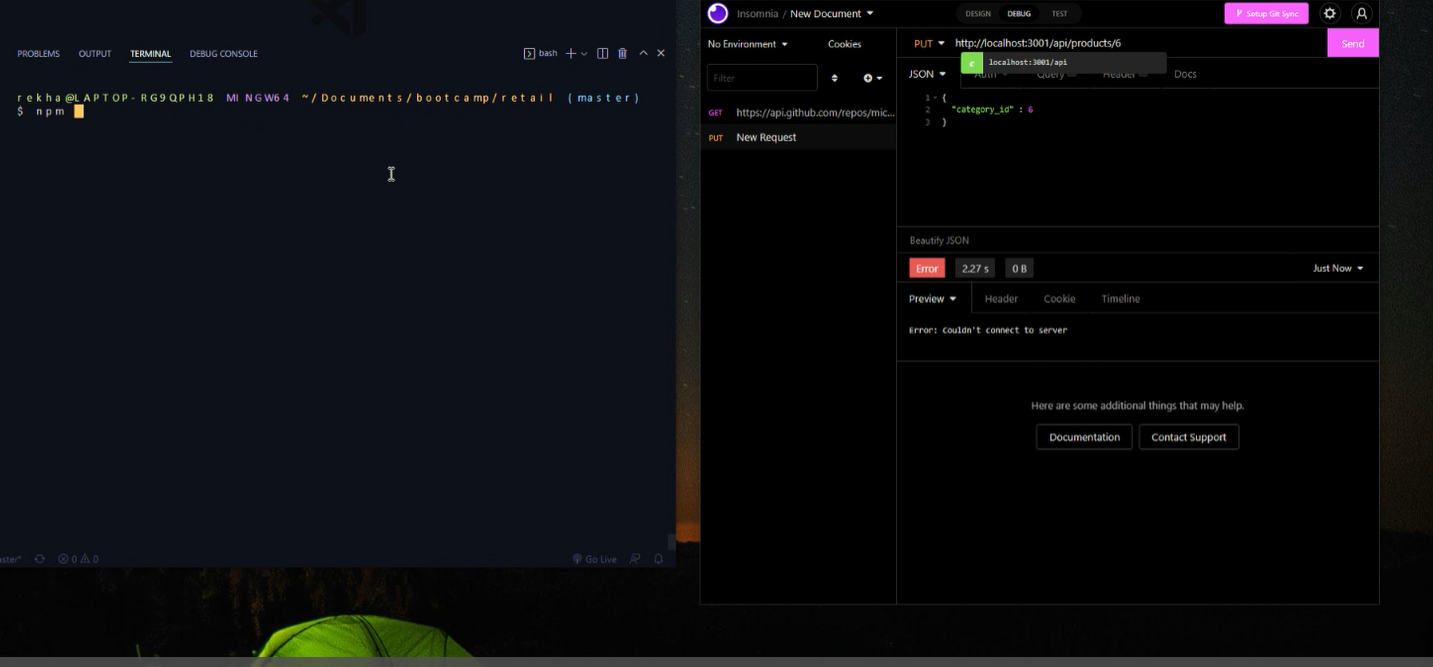 PROBLEMS OUTPUT TERMINAL DEBUG CONSOLE bash
rekha@LAPTOP-RG9QPH18 MINGW64 ~/Documents/bootcamp/retail (master)
$ npm
ster* 0 0 Go Live
Insomnia / New Document DESIGN DEBUG TEST Setup Git Sync
No Environment Cookies
Filter
GET https://api.github.com/repos/mic...
PUT New Request
PUT http://localhost:3001/api/products/6 Send
c localhost:3001/api
JSON Auth Query Header Docs
1 {
2 "category_id" : 6
3 }
Beautify JSON
Error 2.27 s 0 B Just Now
Preview Header Cookie Timeline
Error: Couldn't connect to server
Here are some additional things that may help.
Documentation Contact Support